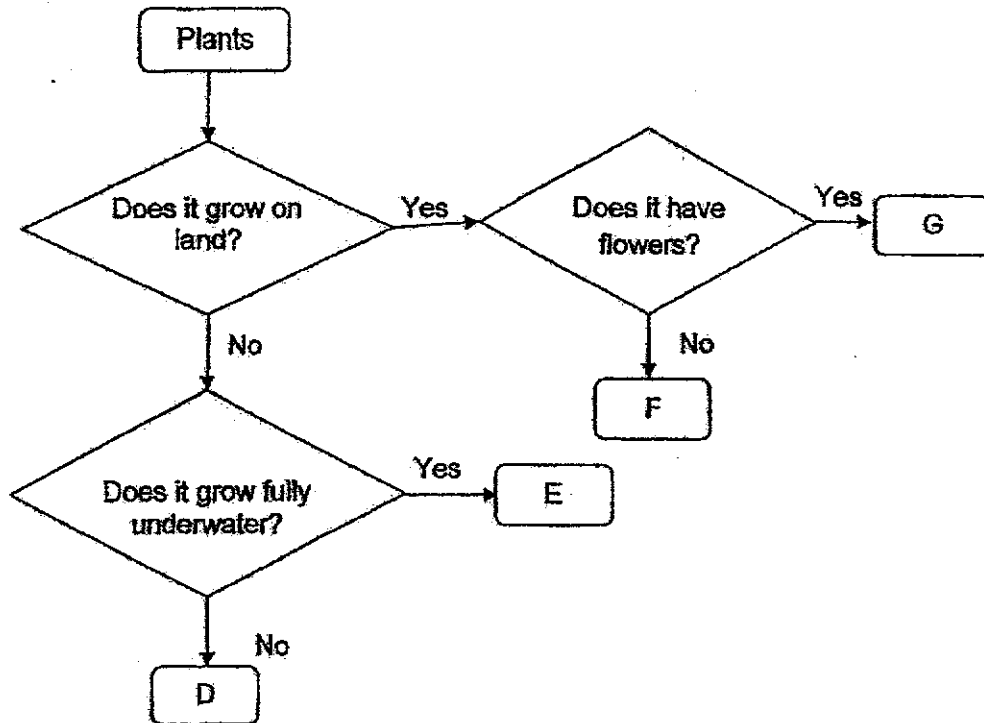 Plants
Does it grow on
land?
Yes
Does it have
flowers?
Yes
G
No
No
F
Does it grow fully
underwater?
Yes
E
No
D